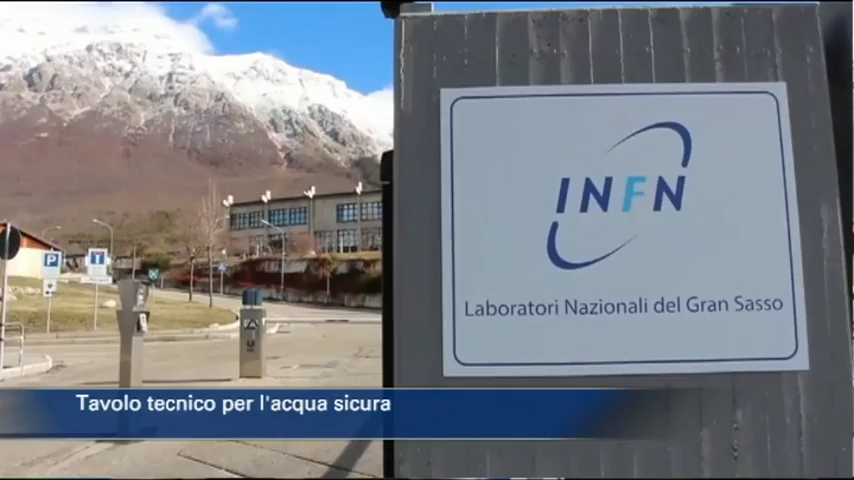 INFN
Laboratori Nazionali del Gran Sasso
P
Tavolo tecnico per l'acqua sicura